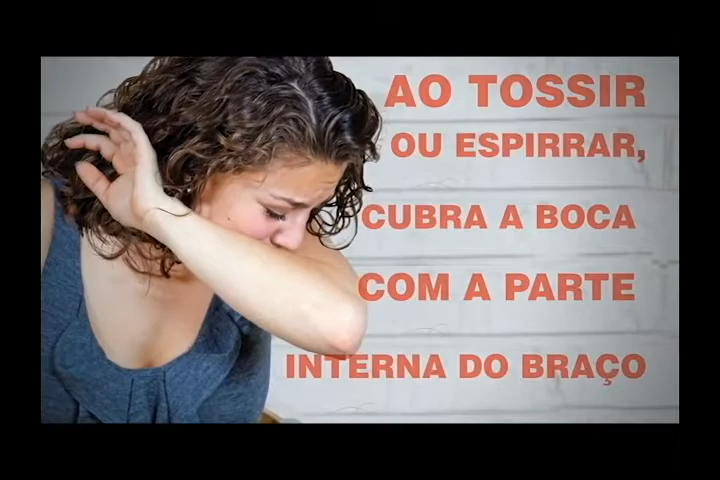 AO TOSSIR
OU ESPIRRAR,
CUBRA A BOCA
COM A PARTE
INTERNA DO BRAÇO